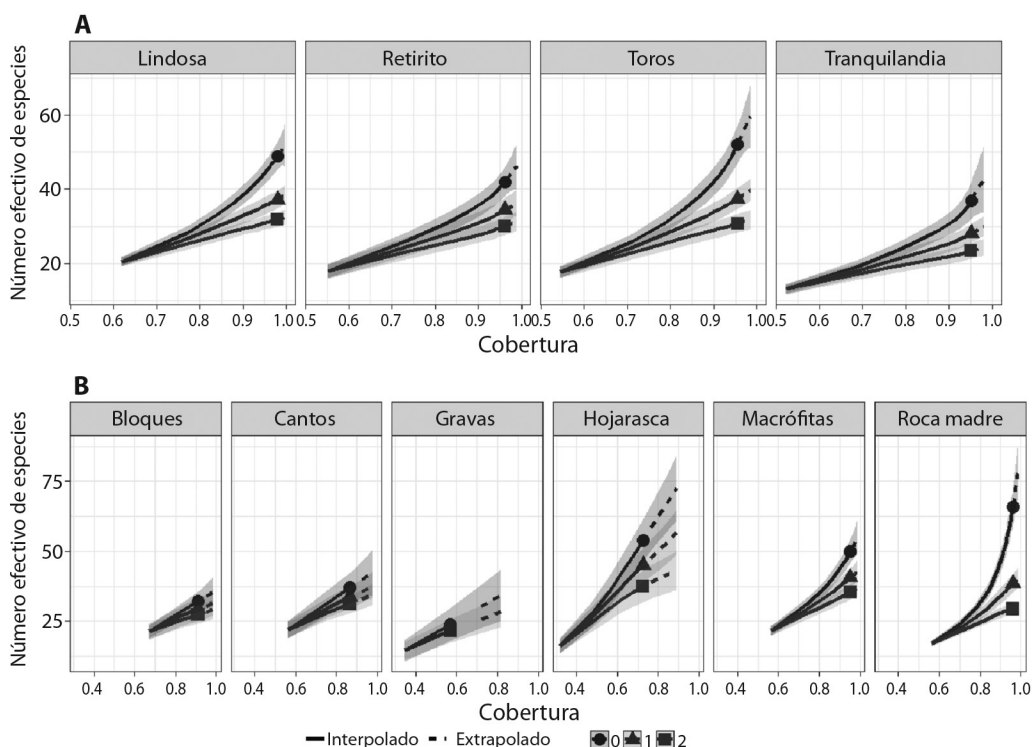 A
Lindosa Retirito Toros Tranquilandia
Número efectivo de especies
60
40
20
0.5 0.6 0.7 0.8 0.9 1.0 0.5 0.6 0.7 0.8 0.9 1.0 0.5 0.6 0.7 0.8 0.9 1.0 0.5 0.6 0.7 0.8 0.9 1.0
Cobertura
B
Bloques Cantos Gravas Hojarasca Macrófitas Roca madre
Número efectivo de especies
75
50
25
0.4 0.6 0.8 1.0 0.4 0.6 0.8 1.0 0.4 0.6 0.8 1.0 0.4 0.6 0.8 1.0 0.4 0.6 0.8 1.0 0.4 0.6 0.8 1.0
Cobertura
Interpolado Extrapolado 0 1 2